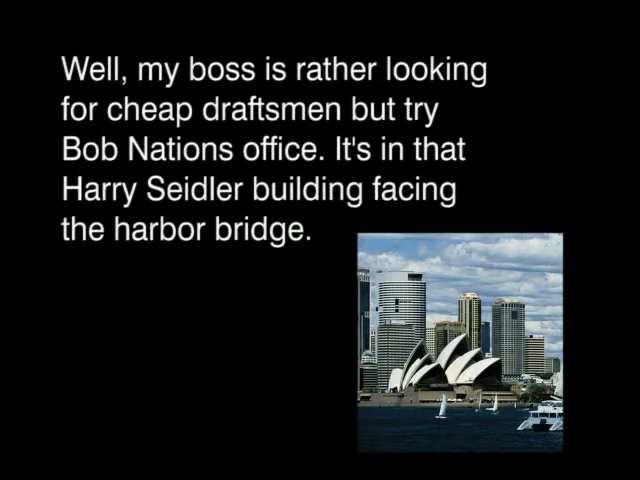 Well, my boss is rather looking
for cheap draftsmen but try
Bob Nations office. It's in that
Harry Seidler building facing
the harbor bridge.